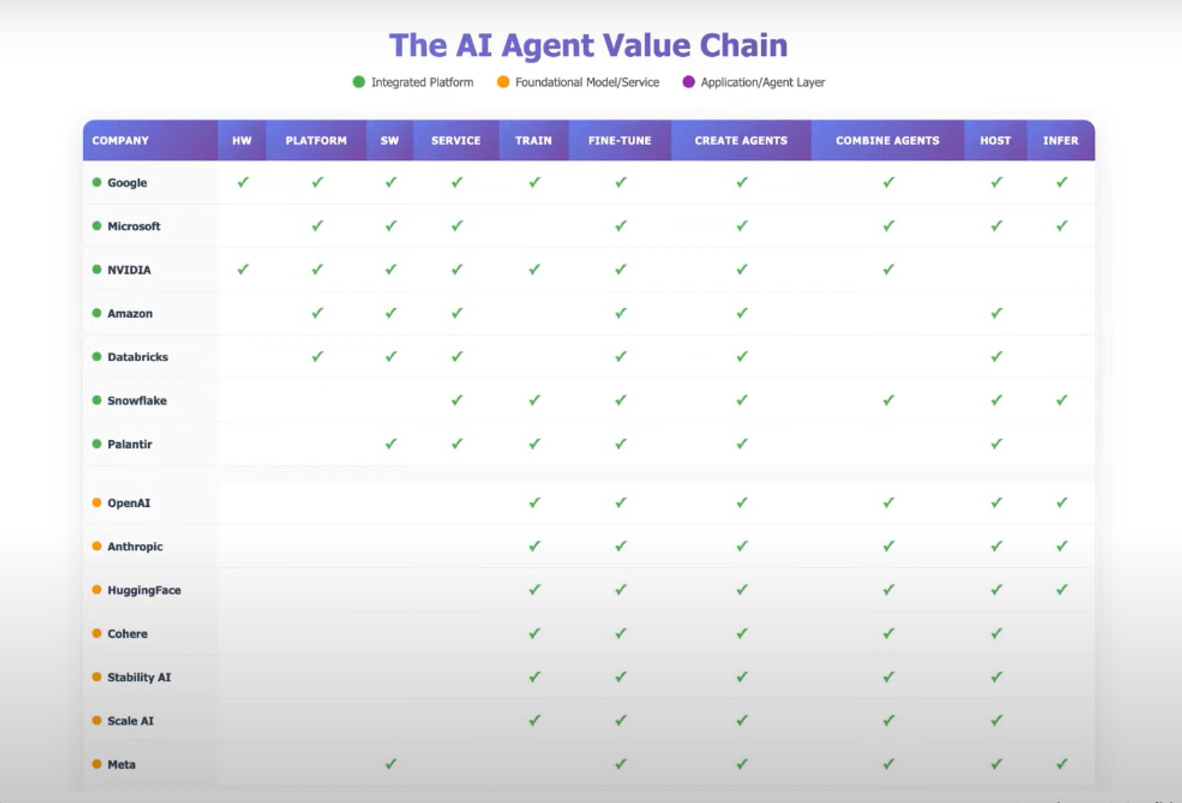 The AI Agent Value Chain
Integrated Platform Foundational Model/Service Application/Agent Layer
COMPANY HW PLATFORM SW SERVICE TRAIN FINE-TUNE CREATE AGENTS COMBINE AGENTS HOST INFER
Google ✓ ✓ ✓ ✓ ✓ ✓ ✓ ✓ ✓ ✓
Microsoft ✓ ✓ ✓ ✓ ✓ ✓ ✓ ✓
NVIDIA ✓ ✓ ✓ ✓ ✓ ✓ ✓ ✓
Amazon ✓ ✓ ✓ ✓ ✓ ✓
Databricks ✓ ✓ ✓ ✓ ✓ ✓
Snowflake ✓ ✓ ✓ ✓ ✓ ✓ ✓
Palantir ✓ ✓ ✓ ✓ ✓ ✓
OpenAI ✓ ✓ ✓ ✓ ✓ ✓
Anthropic ✓ ✓ ✓ ✓ ✓ ✓
HuggingFace ✓ ✓ ✓ ✓ ✓ ✓
Cohere ✓ ✓ ✓ ✓ ✓
Stability AI ✓ ✓ ✓ ✓ ✓
Scale AI ✓ ✓ ✓ ✓ ✓
Meta ✓ ✓ ✓ ✓ ✓ ✓